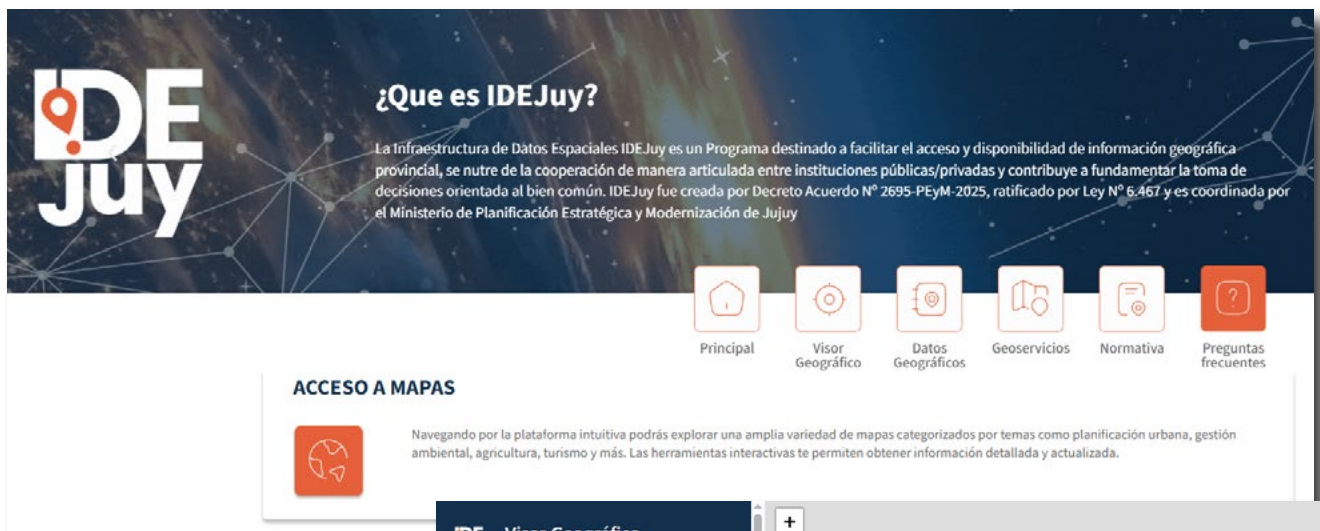 IDE
juy
¿Que es IDEJuy?
La Infraestructura de Datos Espaciales IDEJuy es un Programa destinado a facilitar el acceso y disponibilidad de información geográfica
provincial, se nutre de la cooperación de manera articulada entre instituciones públicas/privadas y contribuye a fundamentar la toma de
decisiones orientada al bien común. IDEJuy fue creada por Decreto Acuerdo Nº 2695-PEyM-2025, ratificado por Ley Nº 6.467 y es coordinada por
el Ministerio de Planificación Estratégica y Modernización de Jujuy
Principal
Visor
Geográfico
Datos
Geográficos
Geoservicios
Normativa
Preguntas
frecuentes
ACCESO A MAPAS
Navegando por la plataforma intuitiva podrás explorar una amplia variedad de mapas categorizados por temas como planificación urbana, gestión
ambiental, agricultura, turismo y más. Las herramientas interactivas te permiten obtener información detallada y actualizada.
IDE Visor Geográfico
+